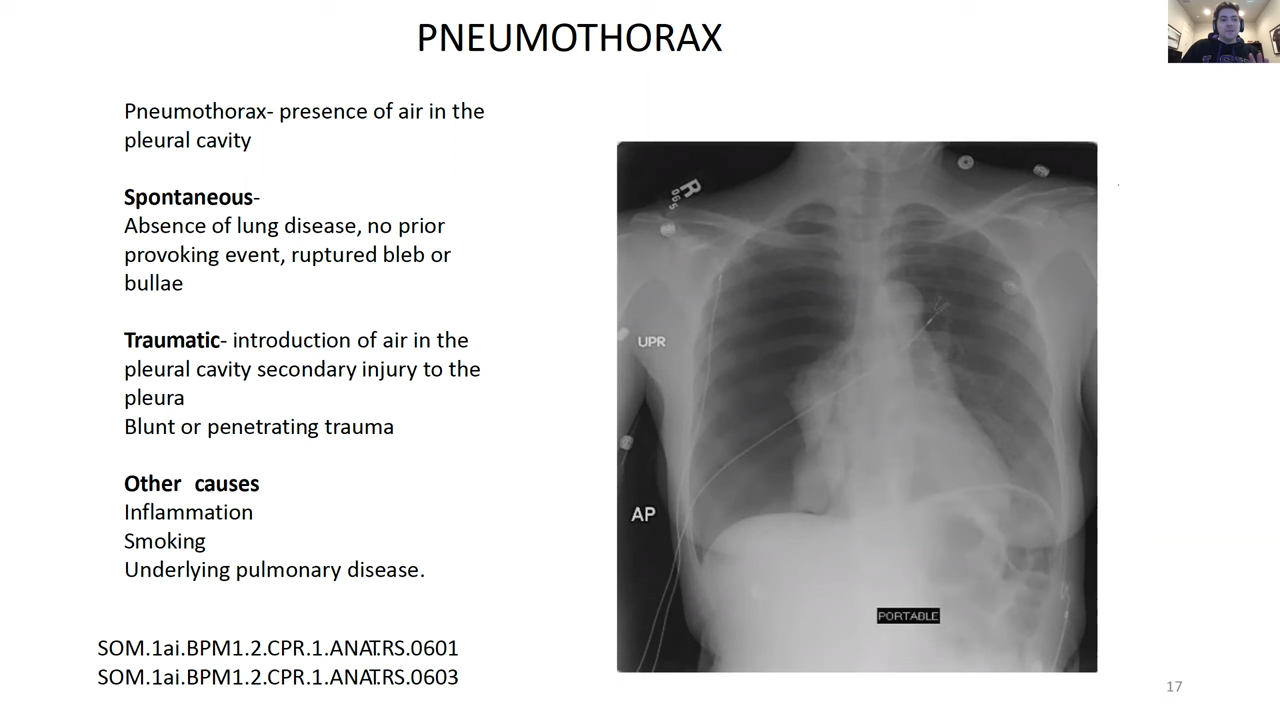 PNEUMOTHORAX
Pneumothorax- presence of air in the
pleural cavity
Spontaneous-
Absence of lung disease, no prior
provoking event, ruptured bleb or
bullae
Traumatic- introduction of air in the
pleural cavity secondary injury to the
pleura
Blunt or penetrating trauma
Other causes
Inflammation
Smoking
Underlying pulmonary disease.
SOM.1ai.BPM1.2.CPR.1.ANAT.RS.0601
SOM.1ai.BPM1.2.CPR.1.ANAT.RS.0603
R
UPR
AP
PORTABLE
17